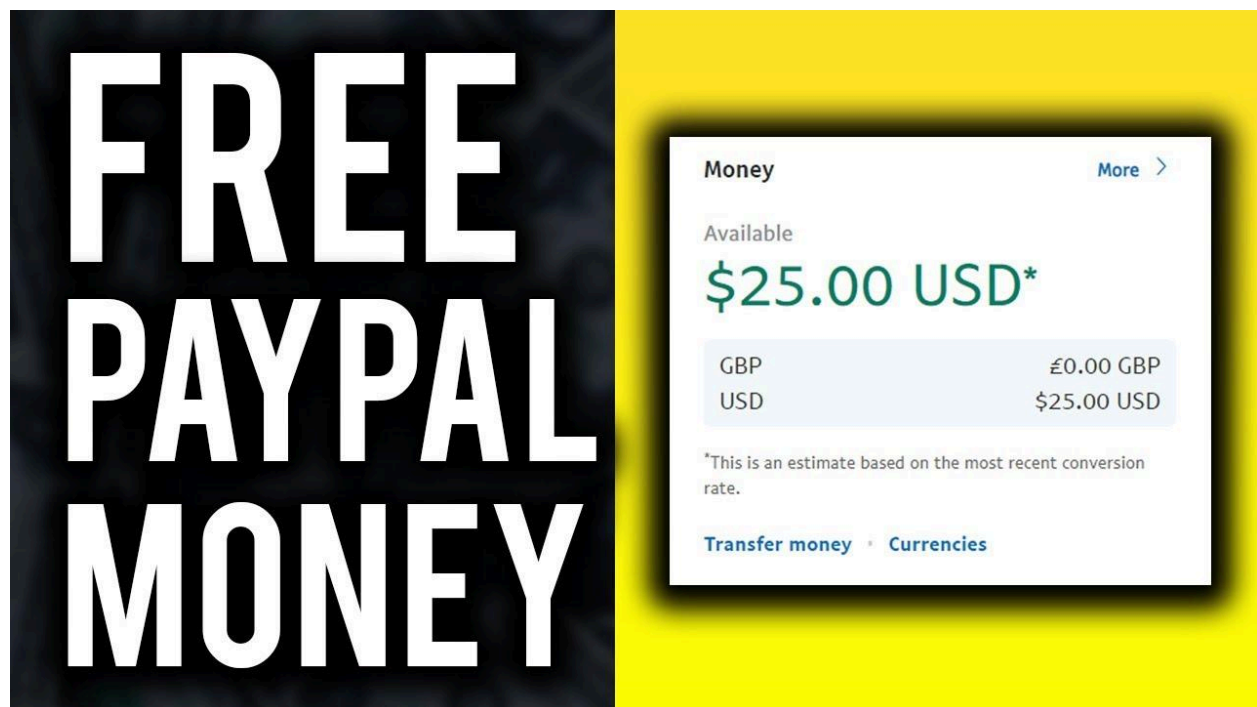 FREE
PAYPAL
MONEY
Money More >
Available
$25.00 USD*
GBP £0.00 GBP
USD $25.00 USD
*This is an estimate based on the most recent conversion
rate.
Transfer money · Currencies